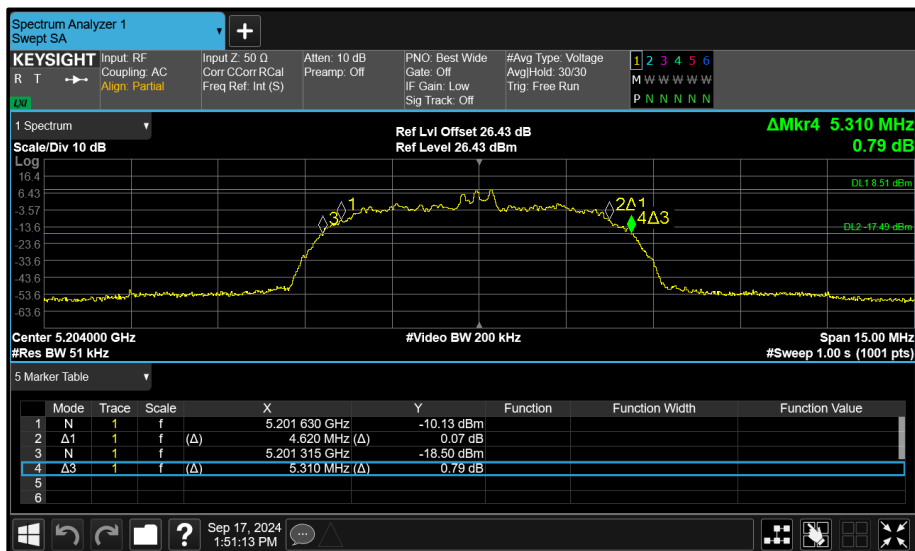 Spectrum Analyzer 1
Swept SA
KEYSIGHT
R T
LXI
Input: RF
Coupling: AC
Align: Partial
Input Z: 50 Ω
Corr CCorr RCal
Freq Ref: Int (S)
Atten: 10 dB
Preamp: Off
PNO: Best Wide
Gate: Off
IF Gain: Low
Sig Track: Off
#Avg Type: Voltage
Avg|Hold: 30/30
Trig: Free Run
1 2 3 4 5 6
M W W W W W
P N N N N N
1 Spectrum
Scale/Div 10 dB
Ref Lvl Offset 26.43 dB
Ref Level 26.43 dBm
ΔMkr4 5.310 MHz
0.79 dB
Log
16.4
6.43
-3.57
-13.6
-23.6
-33.6
-43.6
-53.6
-63.6
DL1 8.51 dBm
DL2 -17.49 dBm
3
1
2Δ1
4Δ3
Center 5.204000 GHz
#Video BW 200 kHz
Span 15.00 MHz
#Res BW 51 kHz
#Sweep 1.00 s (1001 pts)
5 Marker Table
Mode Trace Scale X Y Function Function Width Function Value
1 N 1 f 5.201 630 GHz -10.13 dBm
2 Δ1 1 f (Δ) 4.620 MHz (Δ) 0.07 dB
3 N 1 f 5.201 315 GHz -18.50 dBm
4 Δ3 1 f (Δ) 5.310 MHz (Δ) 0.79 dB
5
6
?
Sep 17, 2024
1:51:13 PM